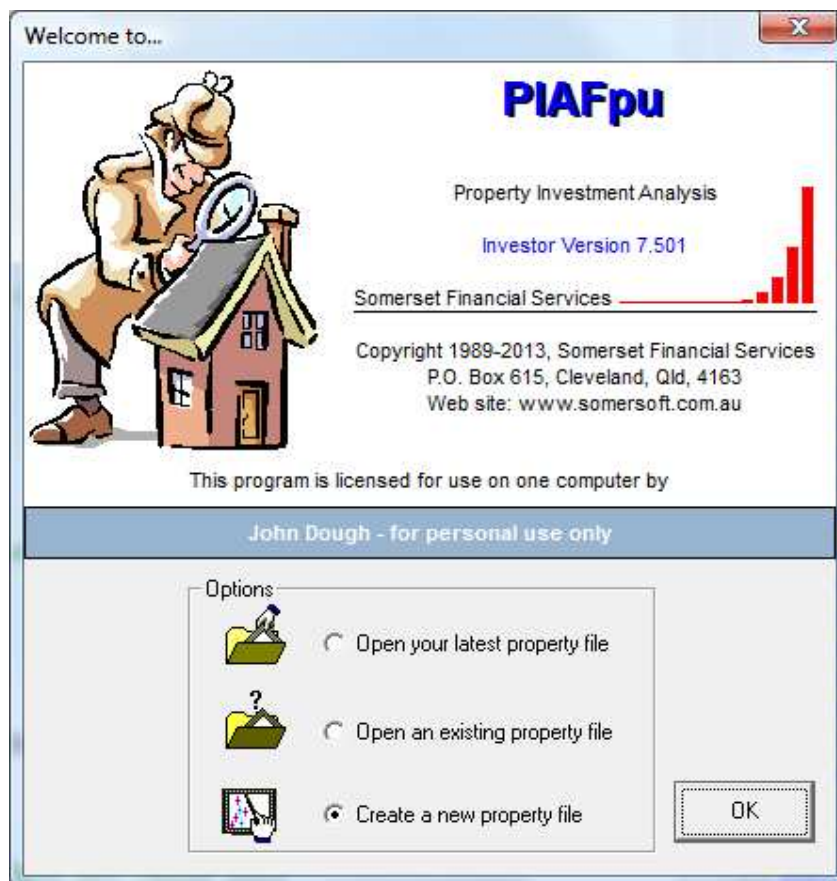 Welcome to...
PIAFpu
Property Investment Analysis
Investor Version 7.501
Somerset Financial Services
Copyright 1989-2013, Somerset Financial Services
P.O. Box 615, Cleveland, Qld, 4163
Web site: www.somersoft.com.au
This program is licensed for use on one computer by
John Dough - for personal use only
Options
Open your latest property file
?
Open an existing property file
Create a new property file
OK